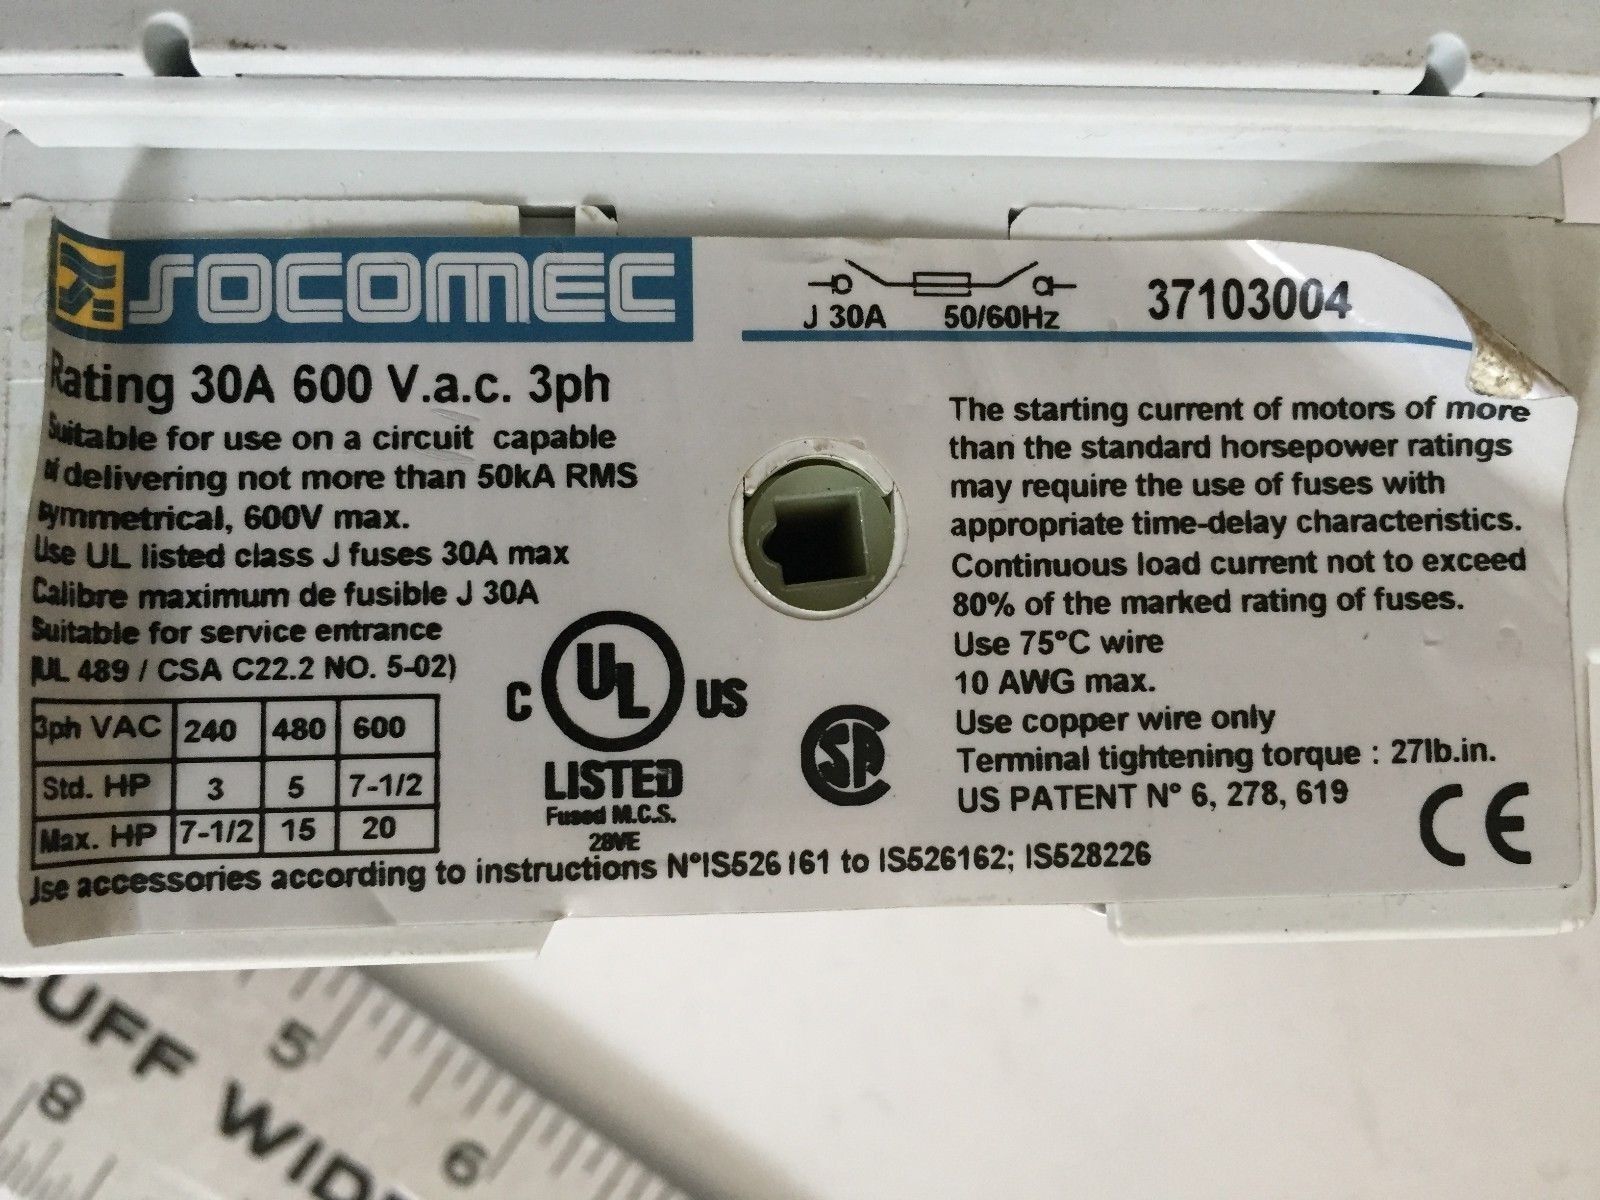 SOCOMEC
J 30A 50/60Hz 37103004
Rating 30A 600 V.a.c. 3ph
Suitable for use on a circuit capable
of delivering not more than 50kA RMS
symmetrical, 600V max.
Use UL listed class J fuses 30A max
Calibre maximum de fusible J 30A
Suitable for service entrance
(UL 489 / CSA C22.2 NO. 5-02)
3ph VAC 240 480 600
Std. HP 3 5 7-1/2
Max. HP 7-1/2 15 20
C UL US
LISTED
Fused M.C.S.
28VE
SA
The starting current of motors of more
than the standard horsepower ratings
may require the use of fuses with
appropriate time-delay characteristics.
Continuous load current not to exceed
80% of the marked rating of fuses.
Use 75°C wire
10 AWG max.
Use copper wire only
Terminal tightening torque : 27lb.in.
US PATENT N° 6, 278, 619
CE
Use accessories according to instructions N°IS526161 to IS526162; IS528226
CUFF WID
5
6
8